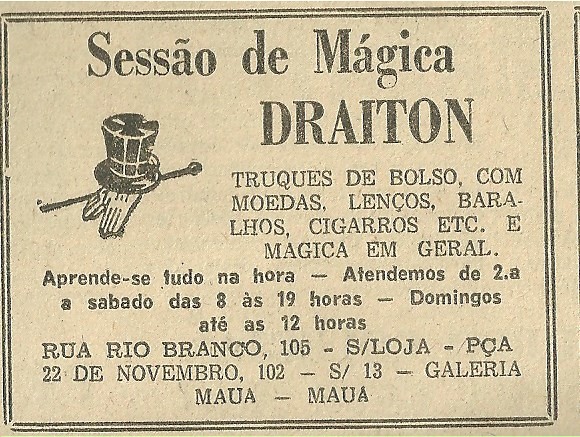 Sessão de Mágica
DRAITON
TRUQUES DE BOLSO, COM
MOEDAS, LENÇOS, BARA-
LHOS, CIGARROS ETC. E
MAGICA EM GERAL.
Aprende-se tudo na hora — Atendemos de 2.a
a sabado das 8 às 19 horas — Domingos
até as 12 horas
RUA RIO BRANCO, 105 - S/LOJA - PÇA
22 DE NOVEMBRO, 102 - S/ 13 - GALERIA
MAUA - MAUÁ